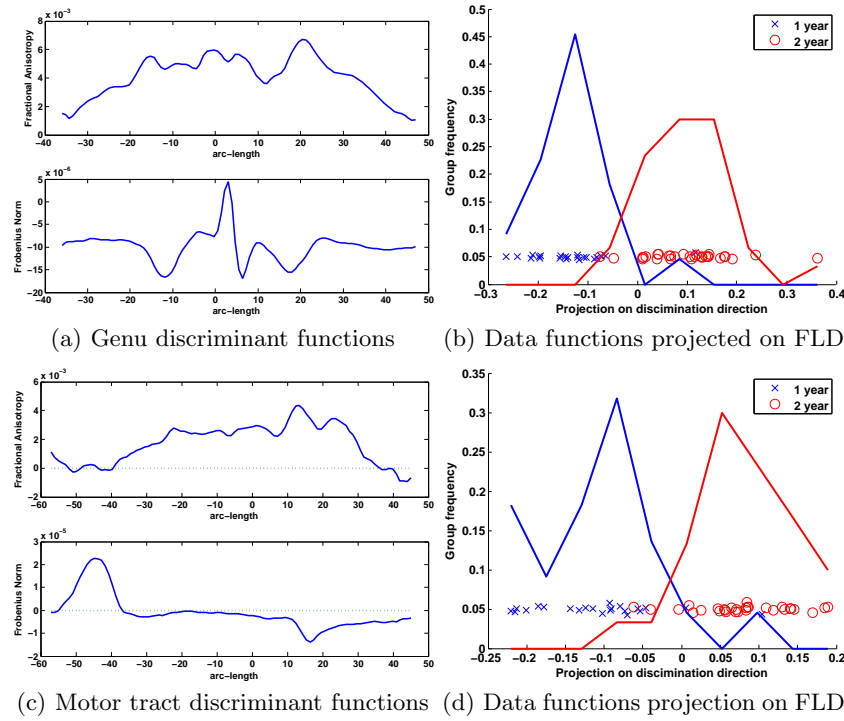 x 10⁻³
8
6
4
2
0
Fractional Anisotropy
−40 −30 −20 −10 0 10 20 30 40 50
arc-length
x 10⁻⁶
5
0
−5
−10
−15
−20
Frobenius Norm
−40 −30 −20 −10 0 10 20 30 40 50
arc-length
(a) Genu discriminant functions
0.5
0.45
0.4
0.35
0.3
0.25
0.2
0.15
0.1
0.05
0
Group frequency
1 year
2 year
−0.3 −0.2 −0.1 0 0.1 0.2 0.3 0.4
Projection on discimination direction
(b) Data functions projected on FLD
x 10⁻³
6
4
2
0
−2
Fractional Anisotropy
−60 −50 −40 −30 −20 −10 0 10 20 30 40 50
arc-length
x 10⁻⁵
3
2
1
0
−1
−2
Frobenius Norm
−60 −50 −40 −30 −20 −10 0 10 20 30 40 50
arc-length
(c) Motor tract discriminant functions
0.35
0.3
0.25
0.2
0.15
0.1
0.05
0
Group frequency
1 year
2 year
−0.25 −0.2 −0.15 −0.1 −0.05 0 0.05 0.1 0.15 0.2
Projection on discimination direction
(d) Data functions projection on FLD